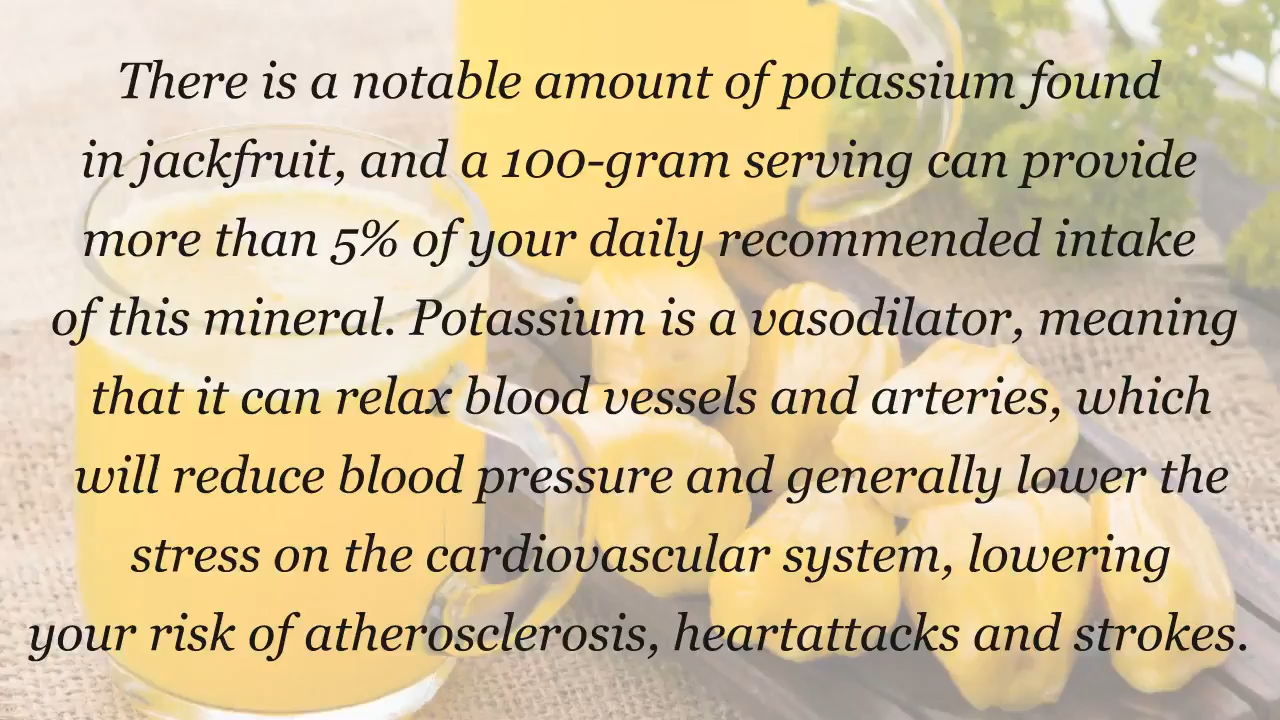 There is a notable amount of potassium found
in jackfruit, and a 100-gram serving can provide
more than 5% of your daily recommended intake
of this mineral. Potassium is a vasodilator, meaning
that it can relax blood vessels and arteries, which
will reduce blood pressure and generally lower the
stress on the cardiovascular system, lowering
your risk of atherosclerosis, heartattacks and strokes.